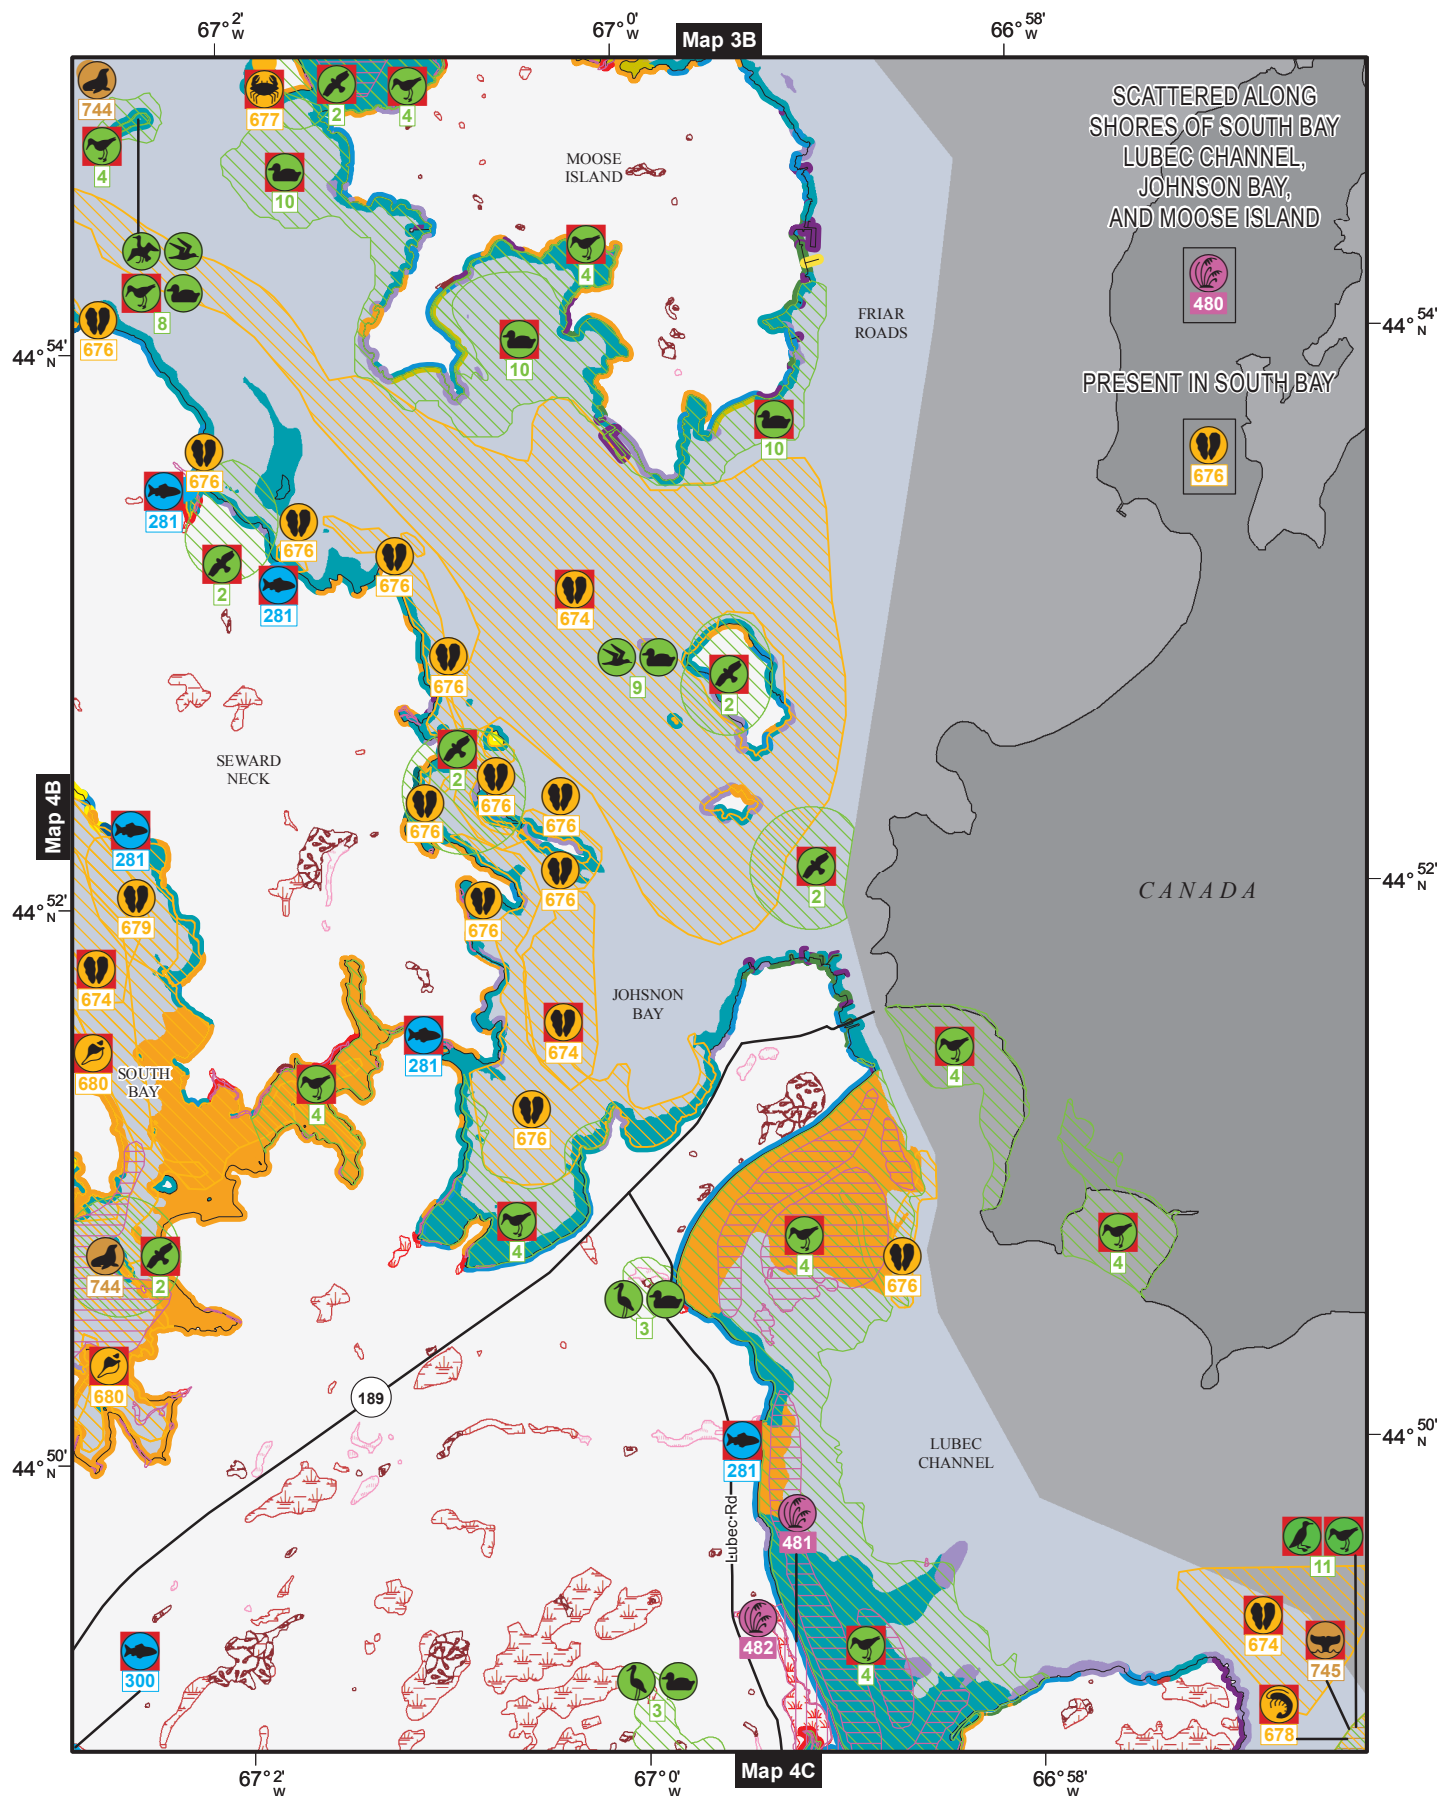 67° 2' W
67° 0' W
Map 3B
66° 58' W
744
4
677
2
4
10
MOOSE
ISLAND
SCATTERED ALONG
SHORES OF SOUTH BAY
LUBEC CHANNEL,
JOHNSON BAY,
AND MOOSE ISLAND
480
4
8
676
44° 54' N
10
FRIAR
ROADS
44° 54' N
PRESENT IN SOUTH BAY
676
10
676
281
676
2
281
676
674
676
9
2
SEWARD
NECK
2
676
676
676
Map 4B
281
679
676
676
2
CANADA
44° 52' N
44° 52' N
674
680
SOUTH
BAY
4
281
674
JOHSNON
BAY
676
4
4
4
4
676
744
2
3
680
189
44° 50' N
44° 50' N
281
LUBEC
CHANNEL
Lubec Rd
481
11
482
4
674
745
300
3
678
67° 2' W
67° 0' W
Map 4C
66° 58' W